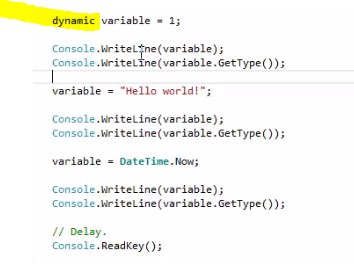 dynamic variable = 1;
Console.WriteLine(variable);
Console.WriteLine(variable.GetType());
variable = "Hello world!";
Console.WriteLine(variable);
Console.WriteLine(variable.GetType());
variable = DateTime.Now;
Console.WriteLine(variable);
Console.WriteLine(variable.GetType());
// Delay.
Console.ReadKey();